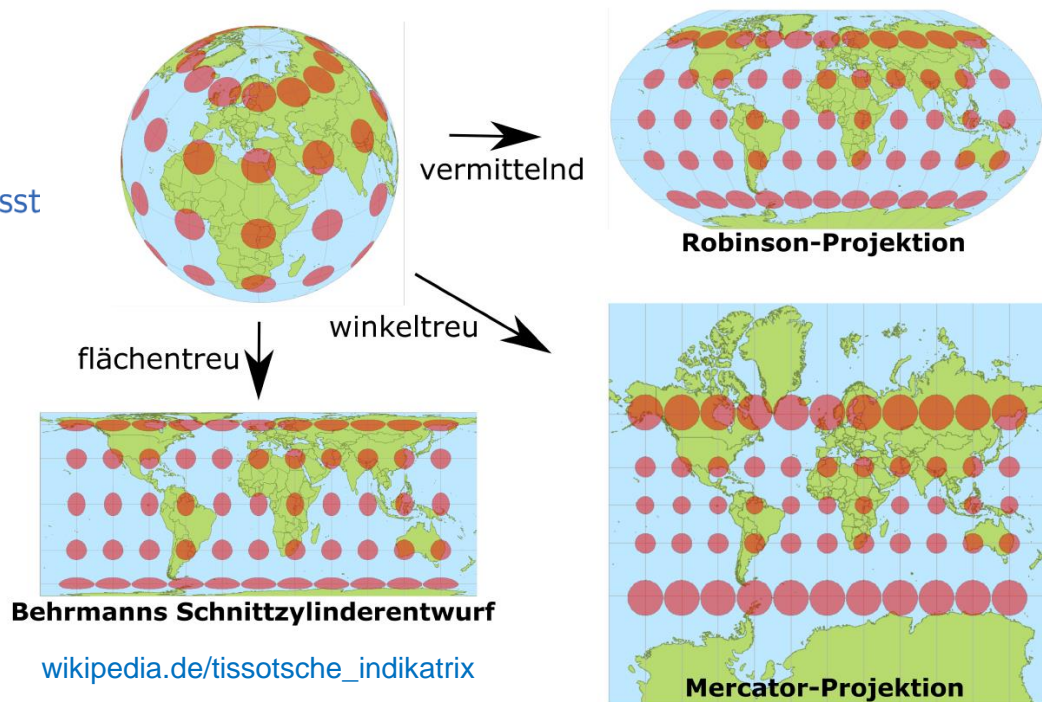 vermittelnd
sst
Robinson-Projektion
winkeltreu
flächentreu
Behrmanns Schnittzylinderentwurf
wikipedia.de/tissotsche_indikatrix
Mercator-Projektion